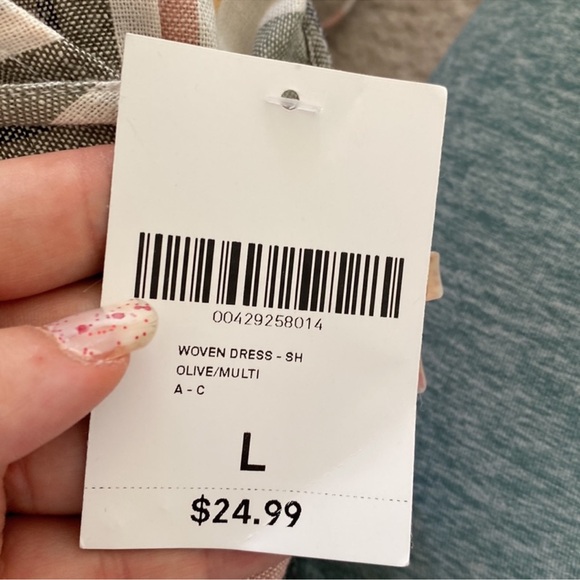 00429258014
WOVEN DRESS - SH
OLIVE/MULTI
A - C
L
$24.99